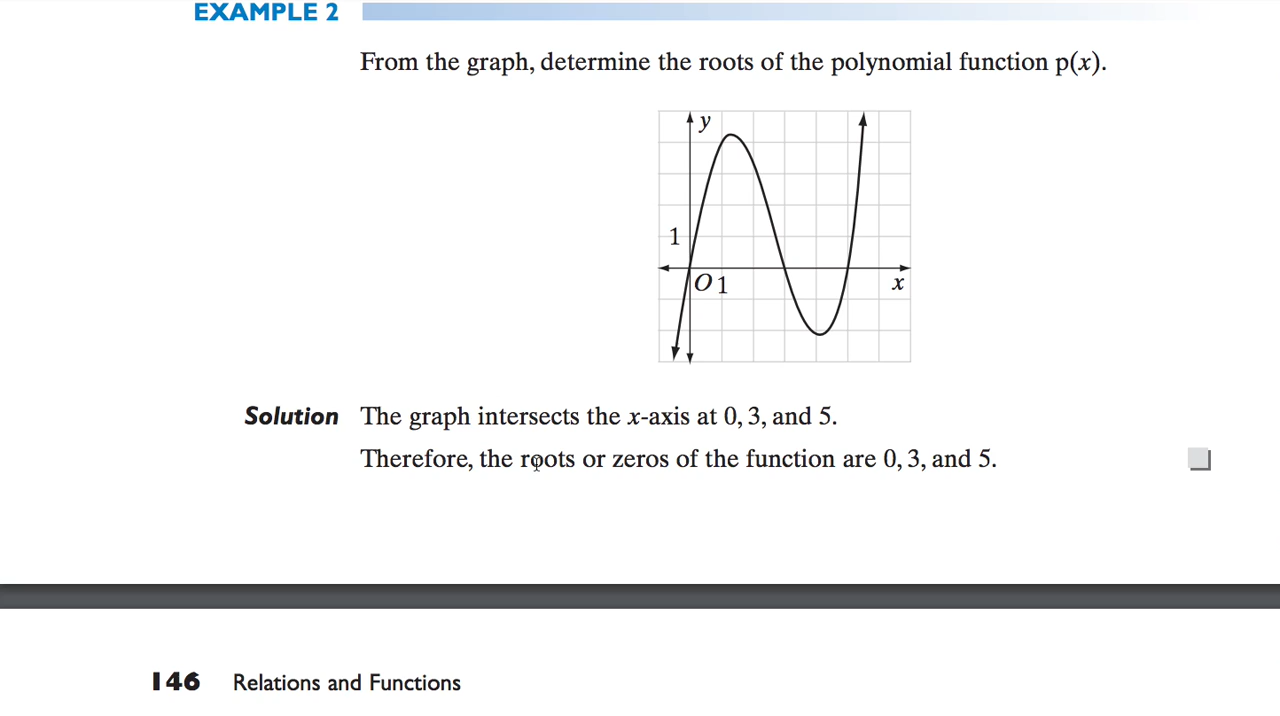 EXAMPLE 2
From the graph, determine the roots of the polynomial function p(x).
y
1
O 1
x
Solution The graph intersects the x-axis at 0, 3, and 5.
Therefore, the roots or zeros of the function are 0, 3, and 5.
146 Relations and Functions